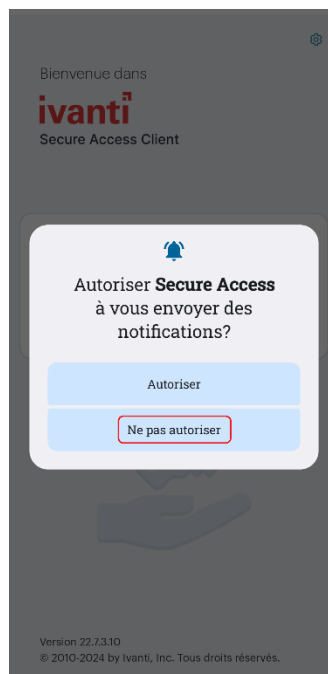 Bienvenue dans
ivanti
Secure Access Client
Autoriser Secure Access
à vous envoyer des
notifications?
Autoriser
Ne pas autoriser
Version 22.7.3.10
© 2010-2024 by Ivanti, Inc. Tous droits réservés.